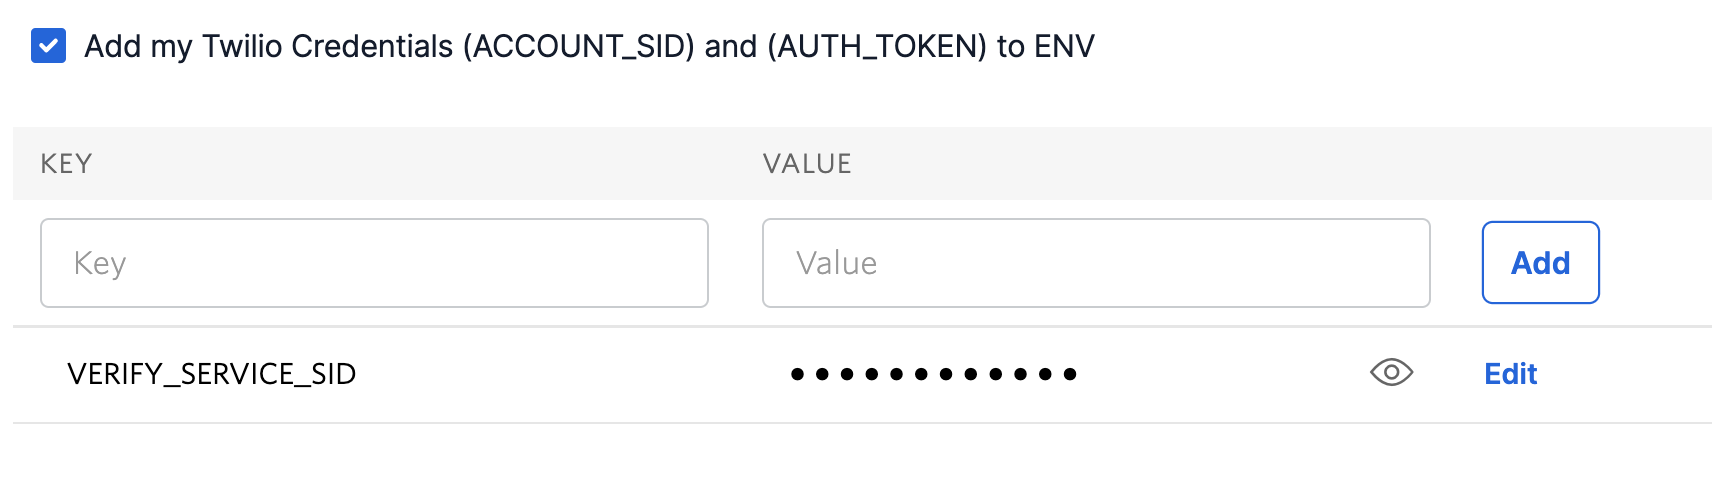 Add my Twilio Credentials (ACCOUNT_SID) and (AUTH_TOKEN) to ENV
KEY VALUE
Key Value Add
VERIFY_SERVICE_SID •••••••••••• Edit